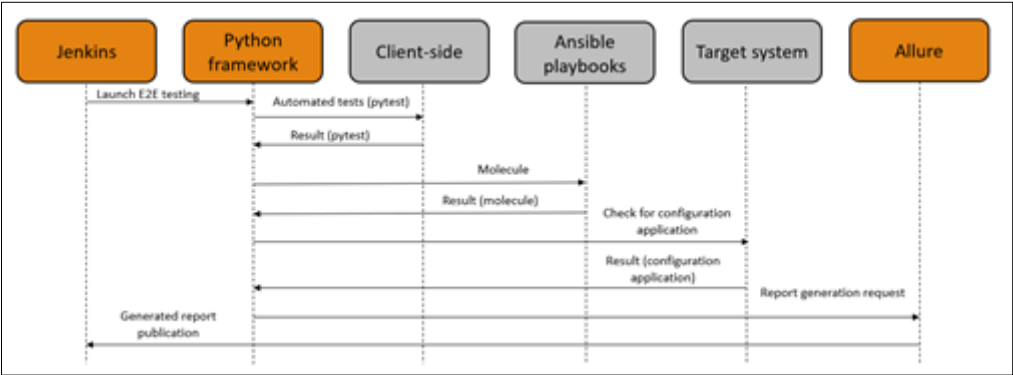 Jenkins
Python
framework
Client-side
Ansible
playbooks
Target system
Allure
Launch E2E testing
Automated tests (pytest)
Result (pytest)
Molecule
Result (molecule)
Check for configuration
application
Result (configuration
application)
Report generation request
Generated report
publication